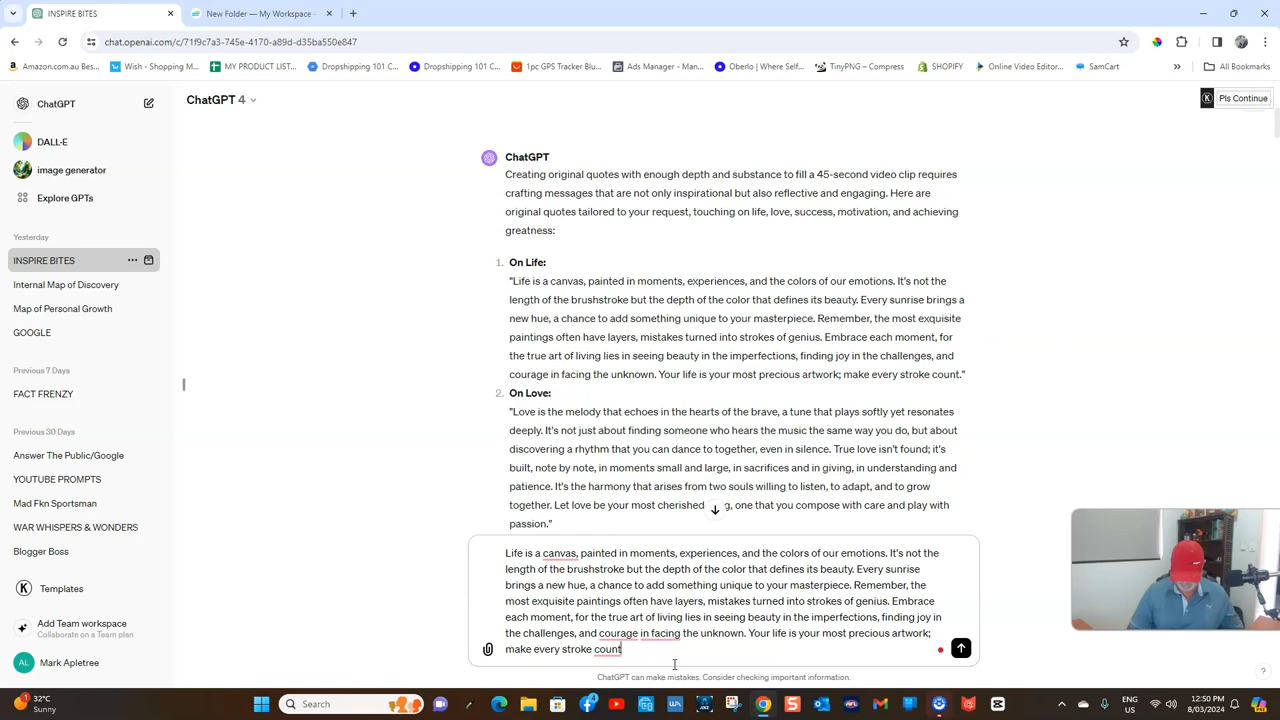 INSPIRE BITES
New Folder — My Workspace -
chat.openai.com/c/71f9c7a3-745e-4170-a89d-d35ba550e847
Amazon.com.au Bes...
Wish - Shopping M...
MY PRODUCT LIST...
Dropshipping 101 C...
Dropshipping 101 C...
1pc GPS Tracker Blu...
Ads Manager - Man...
Oberlo | Where Self...
TinyPNG – Compress
SHOPIFY
Online Video Editor...
SamCart
»
All Bookmarks
ChatGPT
DALL-E
image generator
Explore GPTs
Yesterday
INSPIRE BITES
Internal Map of Discovery
Map of Personal Growth
GOOGLE
Previous 7 Days
FACT FRENZY
Previous 30 Days
Answer The Public/Google
YOUTUBE PROMPTS
Mad Fkn Sportsman
WAR WHISPERS & WONDERS
Blogger Boss
K Templates
Add Team workspace
Collaborate on a Team plan
AL Mark Apletree
ChatGPT 4
K Pls Continue
ChatGPT
Creating original quotes with enough depth and substance to fill a 45-second video clip requires
crafting messages that are not only inspirational but also reflective and engaging. Here are
original quotes tailored to your request, touching on life, love, success, motivation, and achieving
greatness:
1. On Life:
"Life is a canvas, painted in moments, experiences, and the colors of our emotions. It's not the
length of the brushstroke but the depth of the color that defines its beauty. Every sunrise brings a
new hue, a chance to add something unique to your masterpiece. Remember, the most exquisite
paintings often have layers, mistakes turned into strokes of genius. Embrace each moment, for
the true art of living lies in seeing beauty in the imperfections, finding joy in the challenges, and
courage in facing the unknown. Your life is your most precious artwork; make every stroke count."
2. On Love:
"Love is the melody that echoes in the hearts of the brave, a tune that plays softly yet resonates
deeply. It's not just about finding someone who hears the music the same way you do, but about
discovering a rhythm that you can dance to together, even in silence. True love isn't found; it's
built, note by note, in moments small and large, in sacrifices and in giving, in understanding and
patience. It's the harmony that arises from two souls willing to listen, to adapt, and to grow
together. Let love be your most cherished g, one that you compose with care and play with
passion."
Life is a canvas, painted in moments, experiences, and the colors of our emotions. It's not the
length of the brushstroke but the depth of the color that defines its beauty. Every sunrise
brings a new hue, a chance to add something unique to your masterpiece. Remember, the
most exquisite paintings often have layers, mistakes turned into strokes of genius. Embrace
each moment, for the true art of living lies in seeing beauty in the imperfections, finding joy in
the challenges, and courage in facing the unknown. Your life is your most precious artwork;
make every stroke count
ChatGPT can make mistakes. Consider checking important information.
?
32°C
Sunny
Search
ENG
US
12:50 PM
8/03/2024